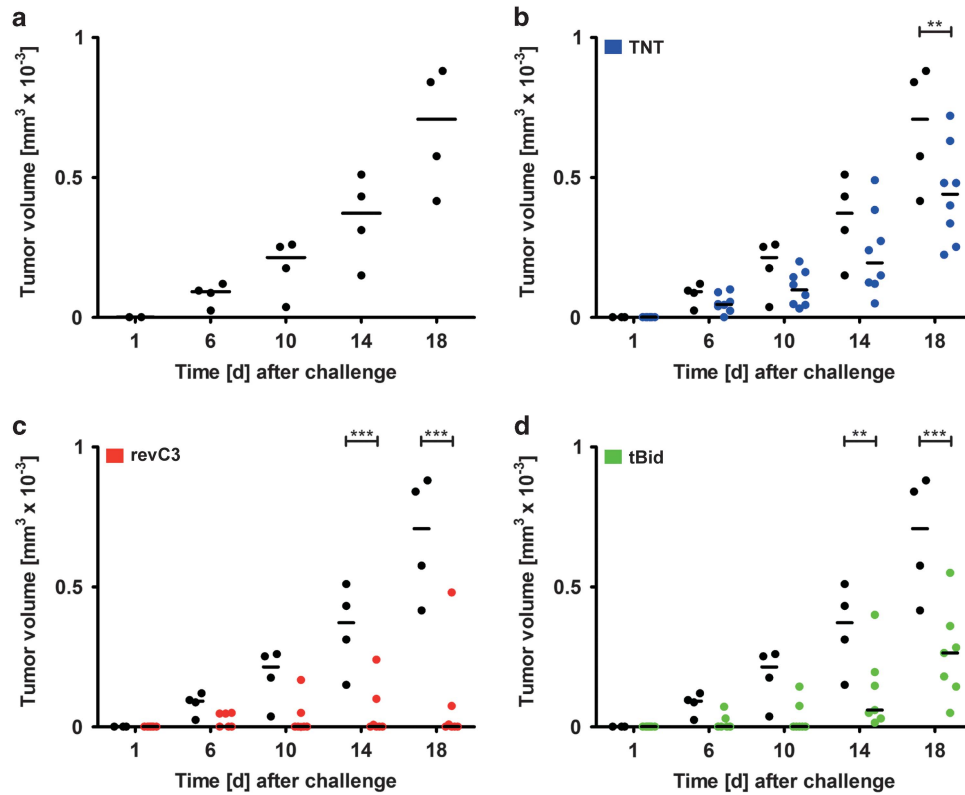 a
1
0.5
0
Tumor volume [mm³ x 10⁻³]
1 6 10 14 18
Time [d] after challenge
b
TNT
**
1
0.5
0
Tumor volume [mm³ x 10⁻³]
1 6 10 14 18
Time [d] after challenge
c
revC3
*** ***
1
0.5
0
Tumor volume [mm³ x 10⁻³]
1 6 10 14 18
Time [d] after challenge
d
tBid
** ***
1
0.5
0
Tumor volume [mm³ x 10⁻³]
1 6 10 14 18
Time [d] after challenge